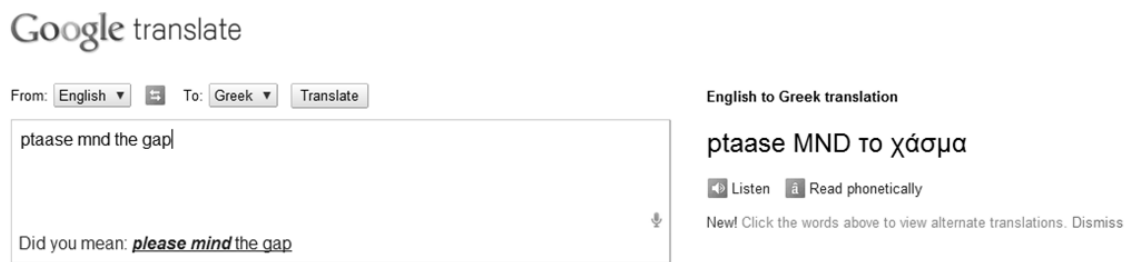 Google translate
From: English To: Greek Translate
ptaase mnd the gap
Did you mean: please mind the gap
English to Greek translation
ptaase MND το χάσμα
Listen Read phonetically
New! Click the words above to view alternate translations. Dismiss